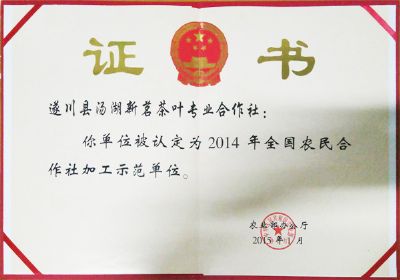 证书
遂川县汤湖新茗茶叶专业合作社：
你单位被认定为2014年全国农民合
作社加工示范单位。
农业部办公厅
2015年1月